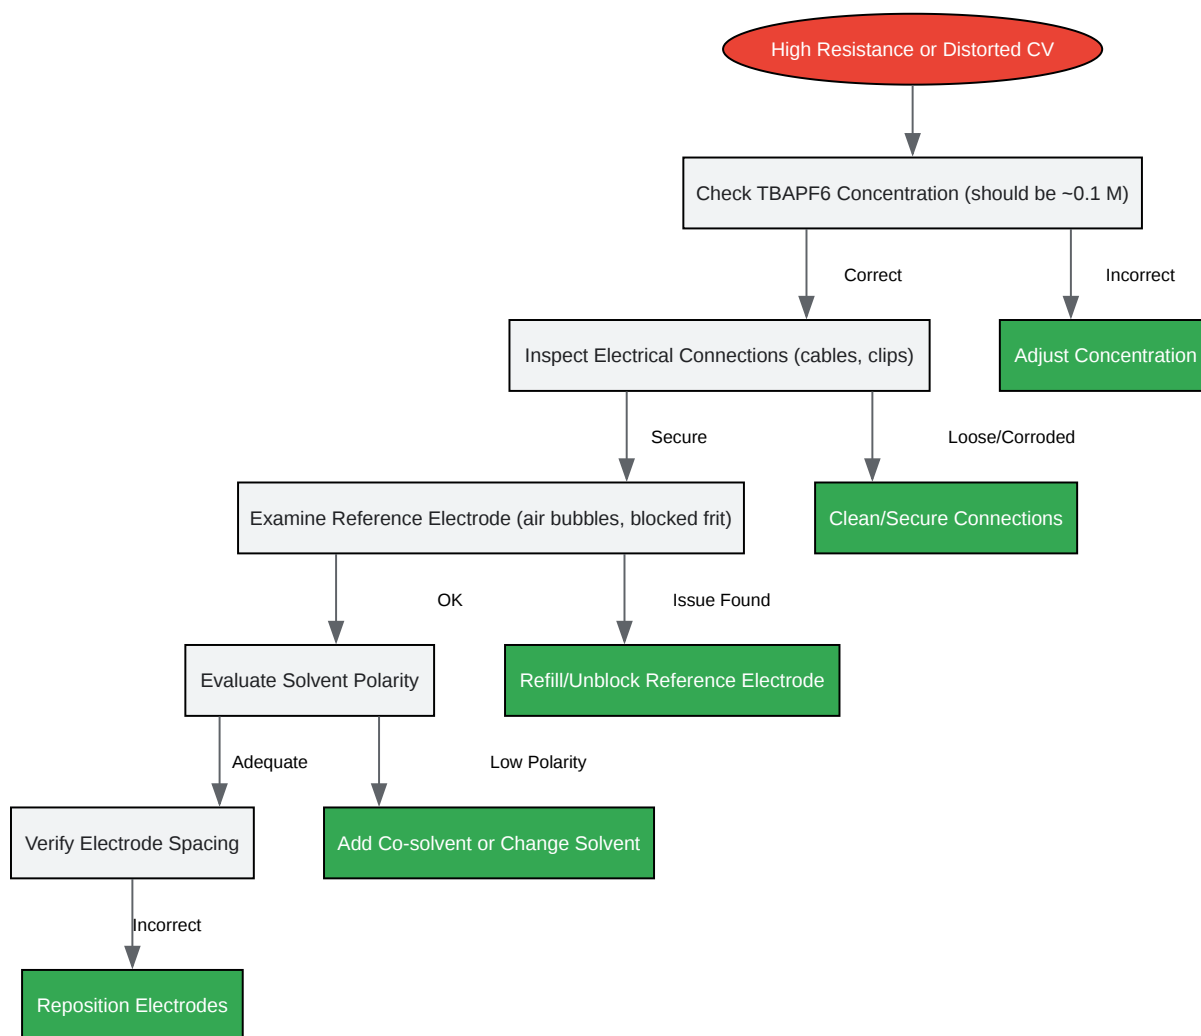 High Resistance or Distorted CV
Check TBAPF6 Concentration (should be ~0.1 M)
Correct
Incorrect
Inspect Electrical Connections (cables, clips)
Adjust Concentration
Secure
Loose/Corroded
Examine Reference Electrode (air bubbles, blocked frit)
Clean/Secure Connections
OK
Issue Found
Evaluate Solvent Polarity
Refill/Unblock Reference Electrode
Adequate
Low Polarity
Verify Electrode Spacing
Add Co-solvent or Change Solvent
Incorrect
Reposition Electrodes